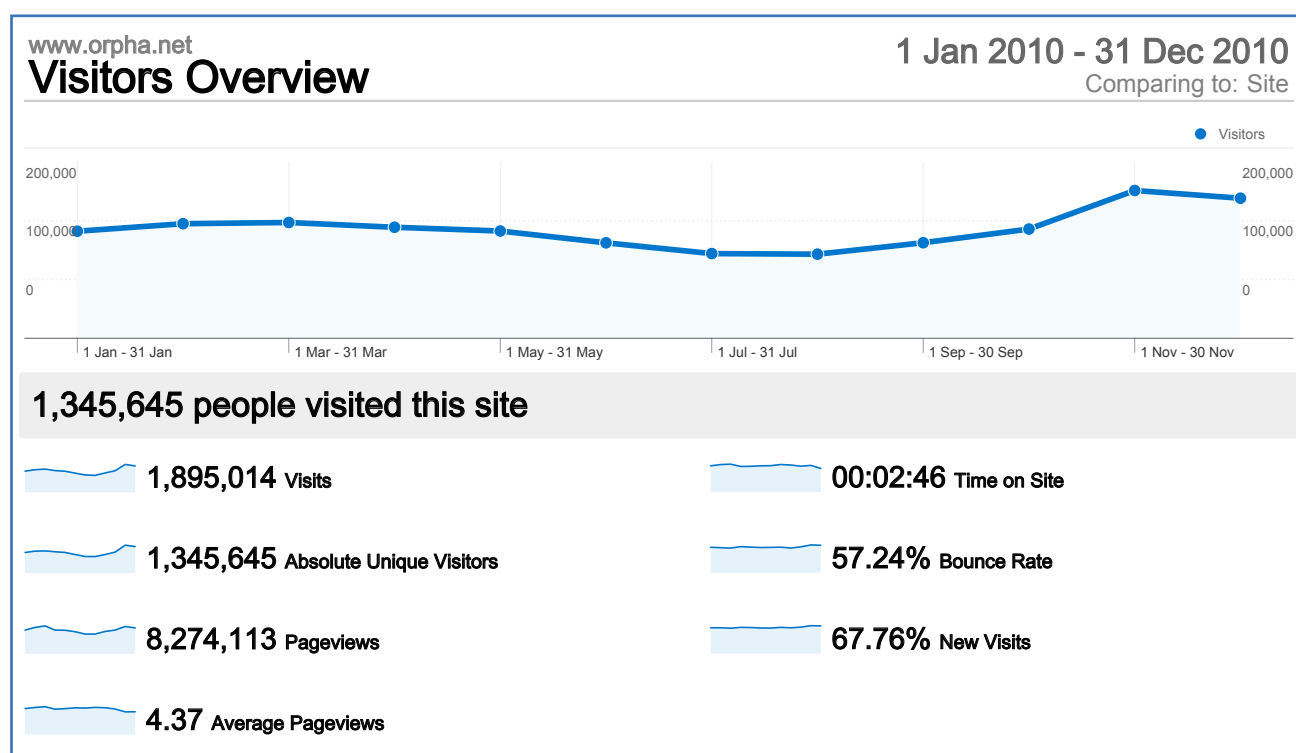 www.orpha.net
Visitors Overview
1 Jan 2010 - 31 Dec 2010
Comparing to: Site
Visitors
200,000 200,000
100,000 100,000
0 0
1 Jan - 31 Jan 1 Mar - 31 Mar 1 May - 31 May 1 Jul - 31 Jul 1 Sep - 30 Sep 1 Nov - 30 Nov
1,345,645 people visited this site
1,895,014 Visits
00:02:46 Time on Site
1,345,645 Absolute Unique Visitors
57.24% Bounce Rate
8,274,113 Pageviews
67.76% New Visits
4.37 Average Pageviews